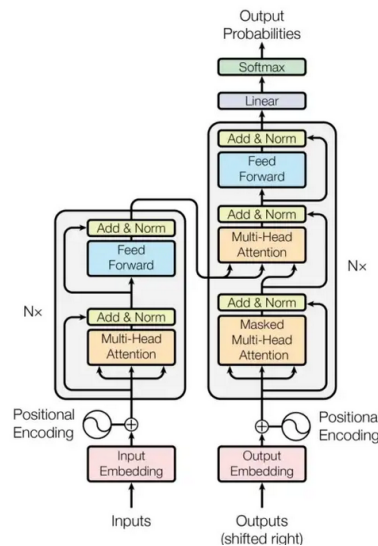 Output
Probabilities
Softmax
Linear
Add & Norm
Feed
Forward
Add & Norm
Multi-Head
Attention
Add & Norm
Masked
Multi-Head
Attention
N×
Add & Norm
Feed
Forward
Add & Norm
Multi-Head
Attention
N×
Positional
Encoding
Positiona
Encoding
Input
Embedding
Output
Embedding
Inputs
Outputs
(shifted right)